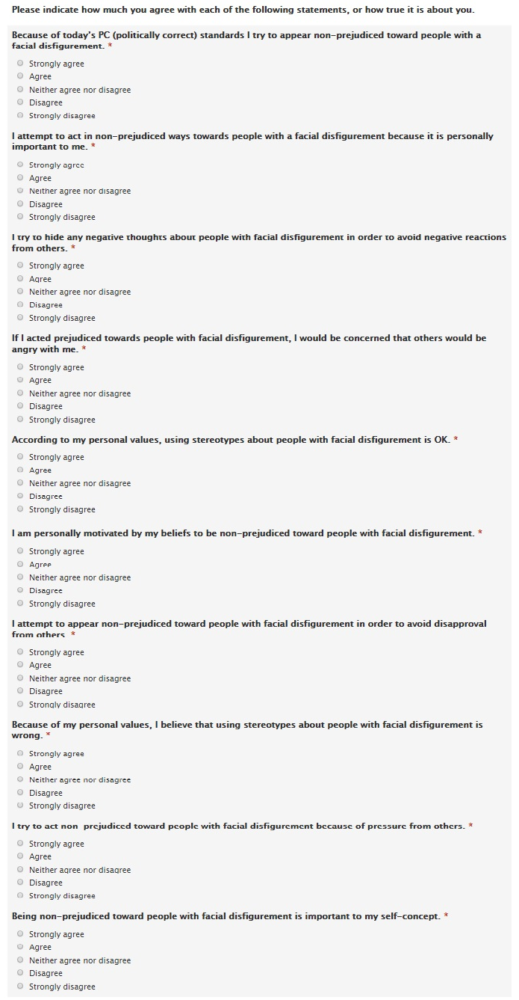 Please indicate how much you agree with each of the following statements, or how true it is about you.
Because of today's PC (politically correct) standards I try to appear non-prejudiced toward people with a
facial disfigurement. *
Strongly agree
Agree
Neither agree nor disagree
Disagree
Strongly disagree
I attempt to act in non-prejudiced ways towards people with a facial disfigurement because it is personally
important to me. *
Strongly agree
Agree
Neither agree nor disagree
Disagree
Strongly disagree
I try to hide any negative thoughts about people with facial disfigurement in order to avoid negative reactions
from others. *
Strongly agree
Agree
Neither agree nor disagree
Disagree
Strongly disagree
If I acted prejudiced towards people with facial disfigurement, I would be concerned that others would be
angry with me. *
Strongly agree
Agree
Neither agree nor disagree
Disagree
Strongly disagree
According to my personal values, using stereotypes about people with facial disfigurement is OK. *
Strongly agree
Agree
Neither agree nor disagree
Disagree
Strongly disagree
I am personally motivated by my beliefs to be non-prejudiced toward people with facial disfigurement. *
Strongly agree
Agree
Neither agree nor disagree
Disagree
Strongly disagree
I attempt to appear non-prejudiced toward people with facial disfigurement in order to avoid disapproval
from others *
Strongly agree
Agree
Neither agree nor disagree
Disagree
Strongly disagree
Because of my personal values, I believe that using stereotypes about people with facial disfigurement is
wrong. *
Strongly agree
Agree
Neither agree nor disagree
Disagree
Strongly disagree
I try to act non prejudiced toward people with facial disfigurement because of pressure from others. *
Strongly agree
Agree
Neither agree nor disagree
Disagree
Strongly disagree
Being non-prejudiced toward people with facial disfigurement is important to my self-concept. *
Strongly agree
Agree
Neither agree nor disagree
Disagree
Strongly disagree